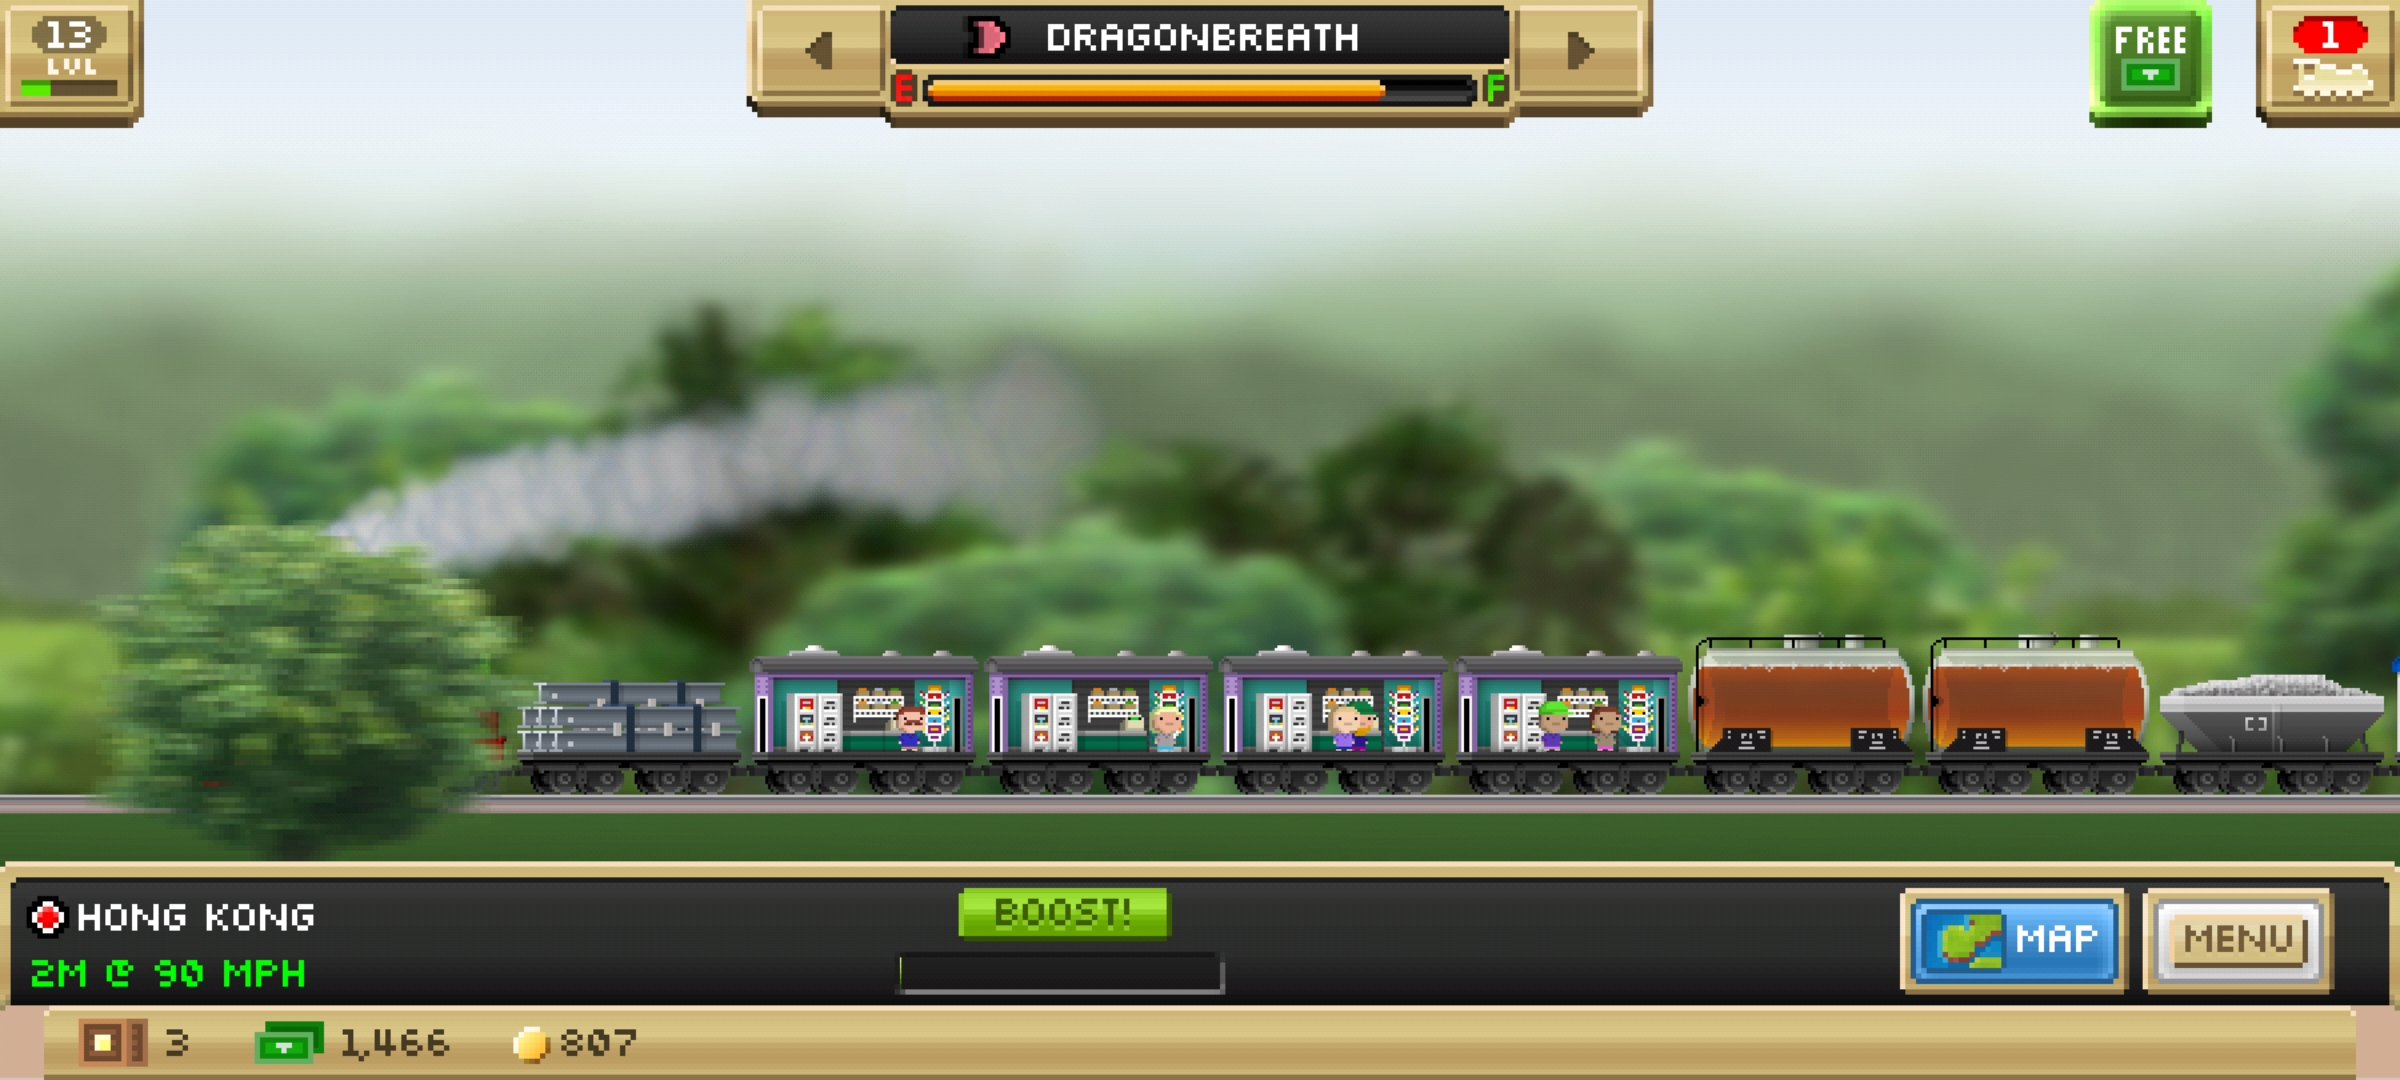 13
LVL
DRAGONBREATH
E F
FREE
1
HONG KONG
2M @ 90 MPH
BOOST!
MAP
MENU
3
1,466
807